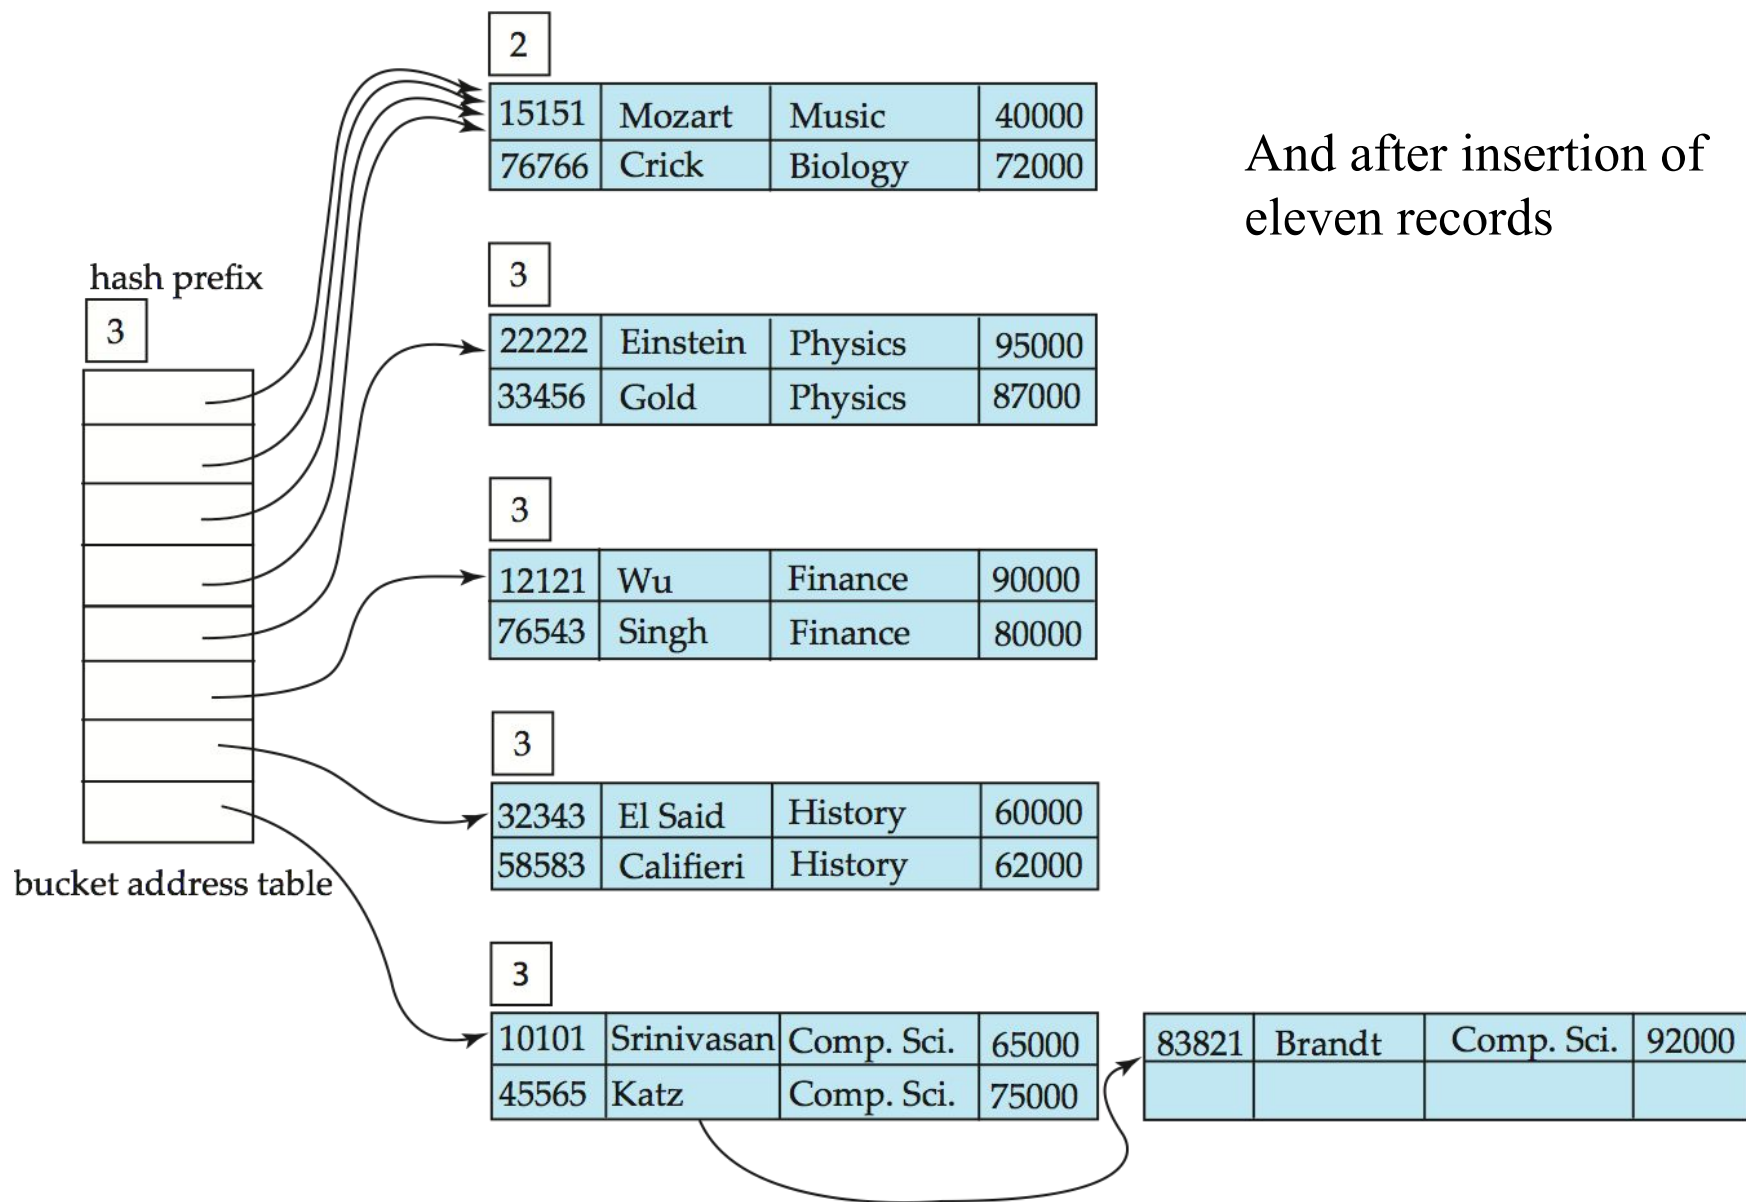 2
15151 Mozart Music 40000
76766 Crick Biology 72000
And after insertion of
eleven records
hash prefix
3
3
22222 Einstein Physics 95000
33456 Gold Physics 87000
3
12121 Wu Finance 90000
76543 Singh Finance 80000
3
32343 El Said History 60000
58583 Califieri History 62000
bucket address table
3
10101 Srinivasan Comp. Sci. 65000
45565 Katz Comp. Sci. 75000
83821 Brandt Comp. Sci. 92000